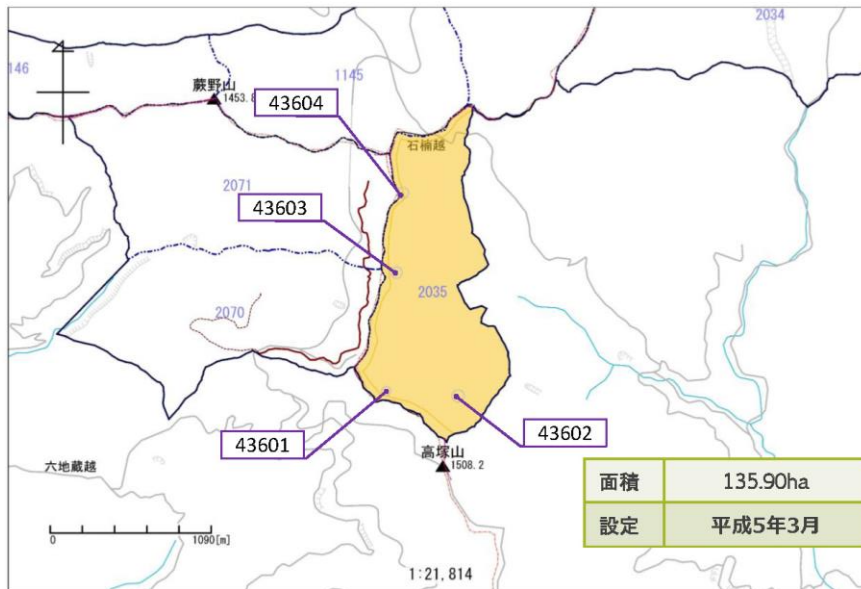 2034
146
蕨野山
1453.8
1145
43604
石楠越
2071
43603
2035
2070
43601
43602
高塚山
1508.2
六地蔵越
面積 135.90ha
設定 平成5年3月
0 1090[m]
1:21,814